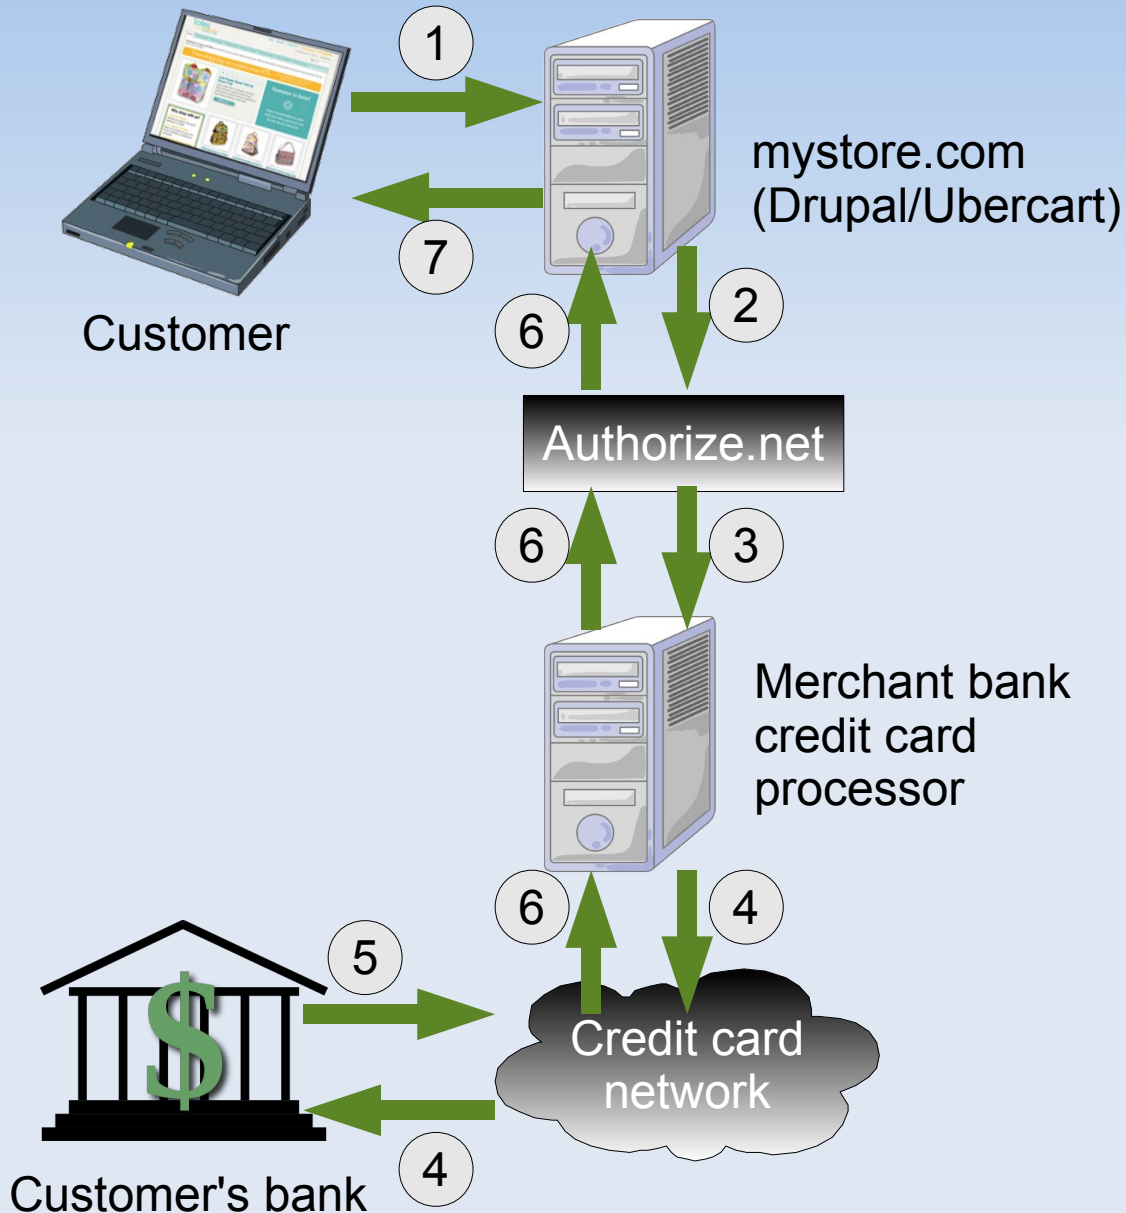 1
mystore.com
(Drupal/Ubercart)
7
Customer
6
2
Authorize.net
6
3
Merchant bank
credit card
processor
6
4
5
Credit card
network
4
Customer's bank